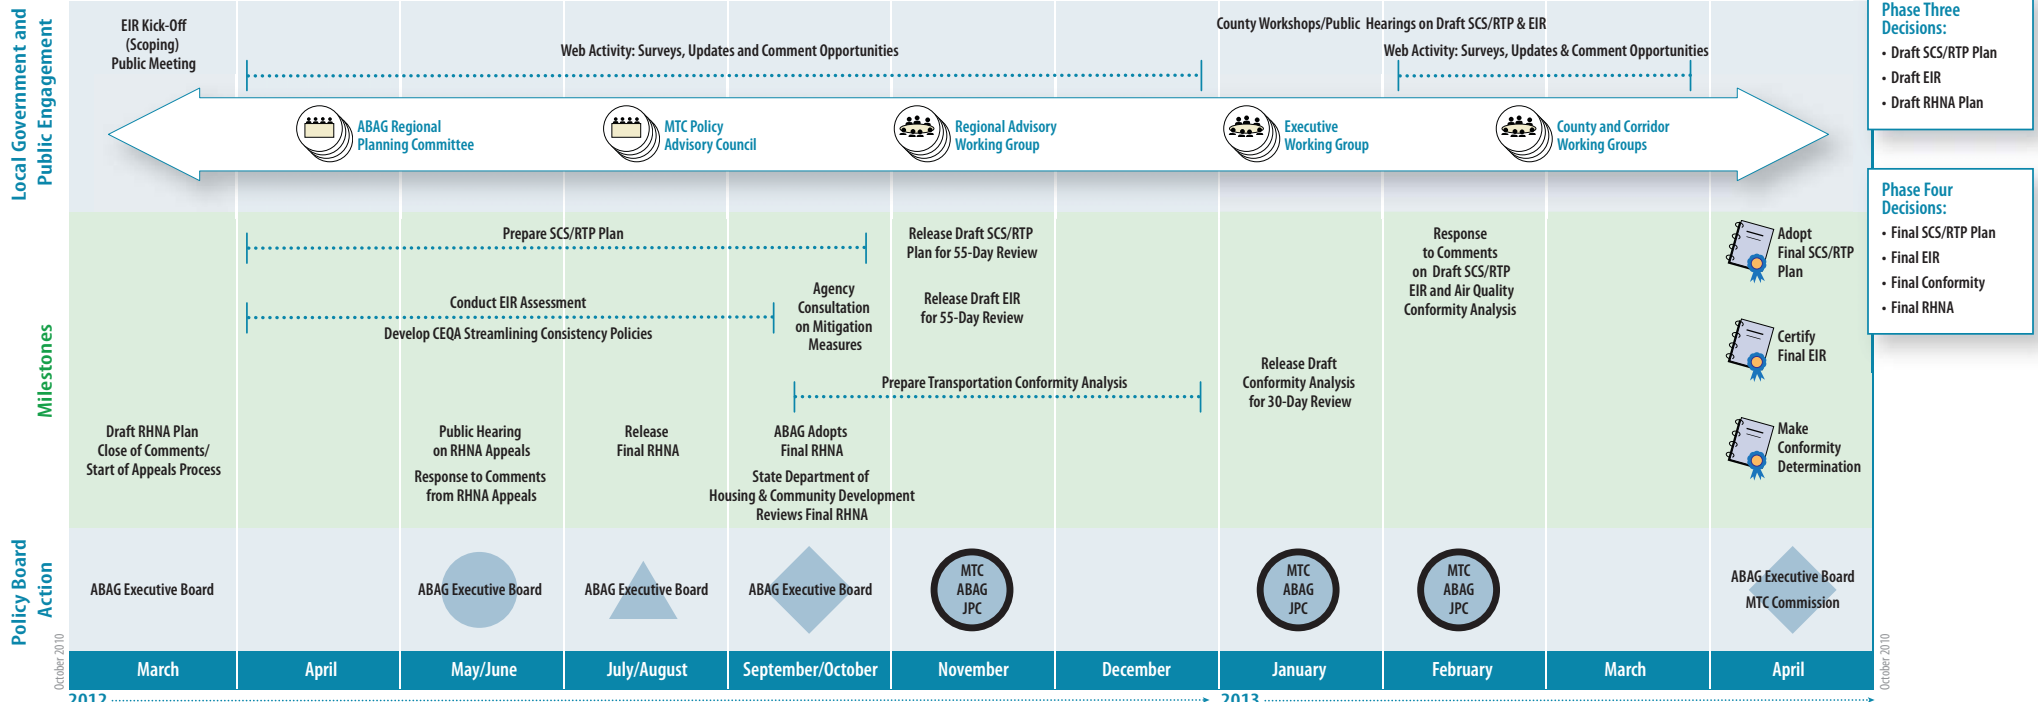 Local Government and
Public Engagement
EIR Kick-Off
(Scoping)
Public Meeting
Web Activity: Surveys, Updates and Comment Opportunities
County Workshops/Public Hearings on Draft SCS/RTP & EIR
Web Activity: Surveys, Updates & Comment Opportunities
ABAG Regional
Planning Committee
MTC Policy
Advisory Council
Regional Advisory
Working Group
Executive
Working Group
County and Corridor
Working Groups
Phase Three
Decisions:
• Draft SCS/RTP Plan
• Draft EIR
• Draft RHNA Plan
Phase Four
Decisions:
• Final SCS/RTP Plan
• Final EIR
• Final Conformity
• Final RHNA
Milestones
Prepare SCS/RTP Plan
Conduct EIR Assessment
Develop CEQA Streamlining Consistency Policies
Agency
Consultation
on Mitigation
Measures
Release Draft SCS/RTP
Plan for 55-Day Review
Release Draft EIR
for 55-Day Review
Prepare Transportation Conformity Analysis
Release Draft
Conformity Analysis
for 30-Day Review
Response
to Comments
on Draft SCS/RTP
EIR and Air Quality
Conformity Analysis
Adopt
Final SCS/RTP
Plan
Certify
Final EIR
Make
Conformity
Determination
Draft RHNA Plan
Close of Comments/
Start of Appeals Process
Public Hearing
on RHNA Appeals
Response to Comments
from RHNA Appeals
Release
Final RHNA
ABAG Adopts
Final RHNA
State Department of
Housing & Community Development
Reviews Final RHNA
Policy Board
Action
ABAG Executive Board
ABAG Executive Board
ABAG Executive Board
ABAG Executive Board
MTC
ABAG
JPC
MTC
ABAG
JPC
MTC
ABAG
JPC
ABAG Executive Board
MTC Commission
October 2010
March
April
May/June
July/August
September/October
November
December
January
February
March
April
October 2010
2012
2013